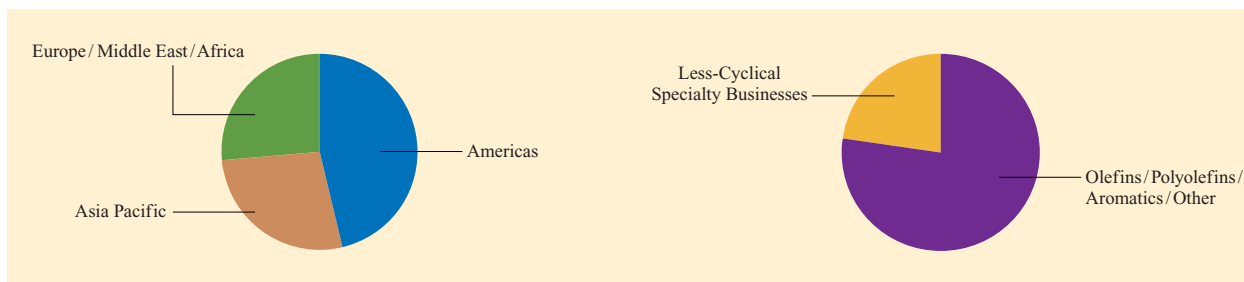 Europe/Middle East/Africa
Americas
Asia Pacific
Less-Cyclical
Specialty Businesses
Olefins/Polyolefins/
Aromatics/Other